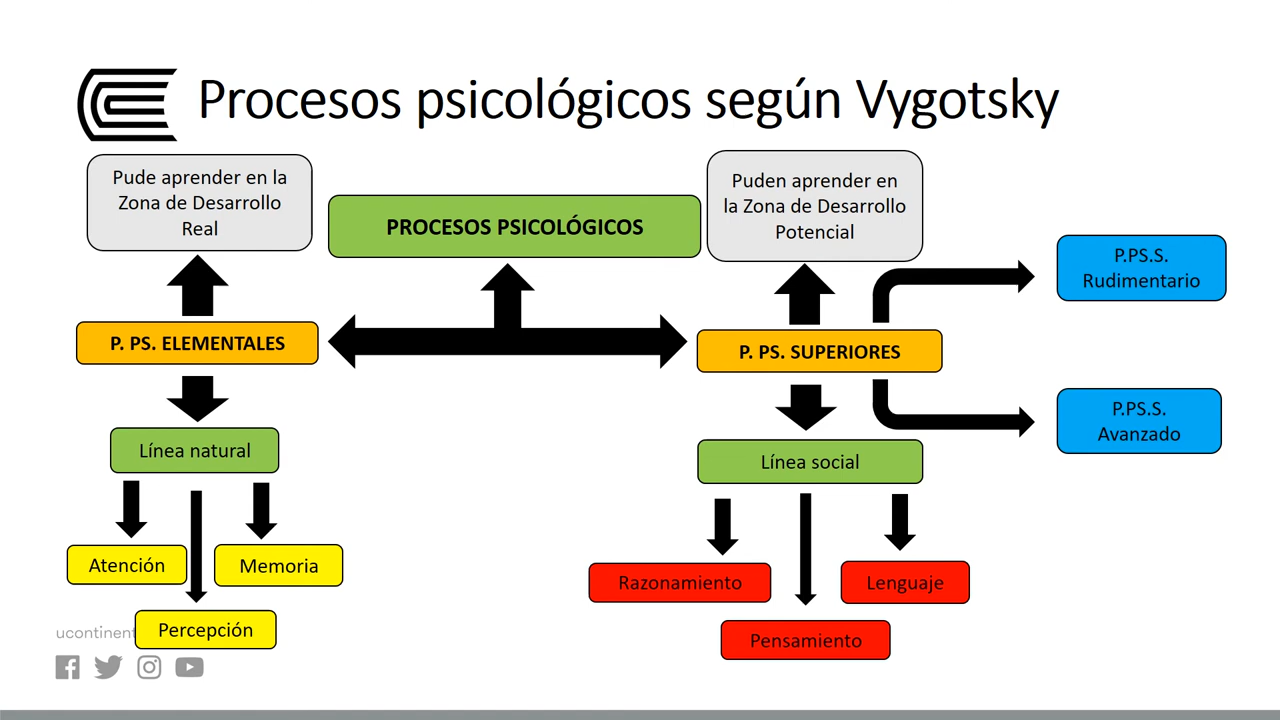 Procesos psicológicos según Vygotsky
Pude aprender en la
Zona de Desarrollo
Real
PROCESOS PSICOLÓGICOS
Puden aprender en
la Zona de Desarrollo
Potencial
P.PS.S.
Rudimentario
P. PS. ELEMENTALES
P. PS. SUPERIORES
P.PS.S.
Avanzado
Línea natural
Línea social
Atención
Memoria
Percepción
Razonamiento
Lenguaje
Pensamiento
ucontinent